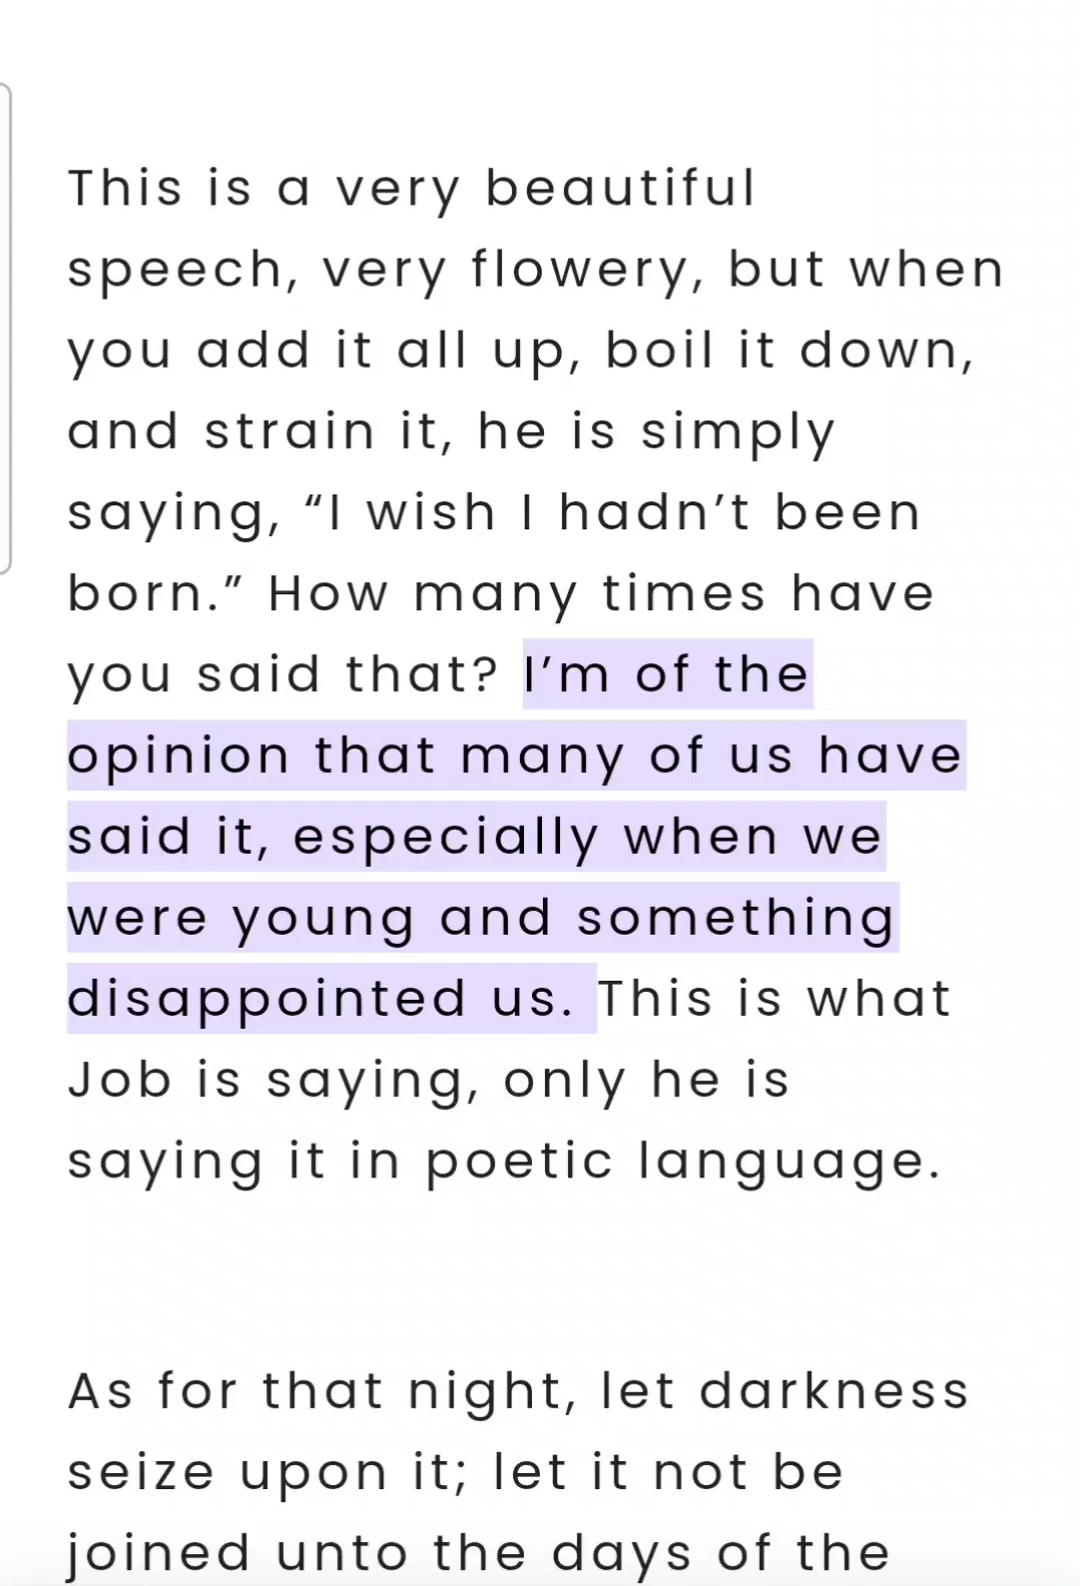 This is a very beautiful
speech, very flowery, but when
you add it all up, boil it down,
and strain it, he is simply
saying, “I wish I hadn’t been
born.” How many times have
you said that? I’m of the
opinion that many of us have
said it, especially when we
were young and something
disappointed us. This is what
Job is saying, only he is
saying it in poetic language.
As for that night, let darkness
seize upon it; let it not be
joined unto the days of the